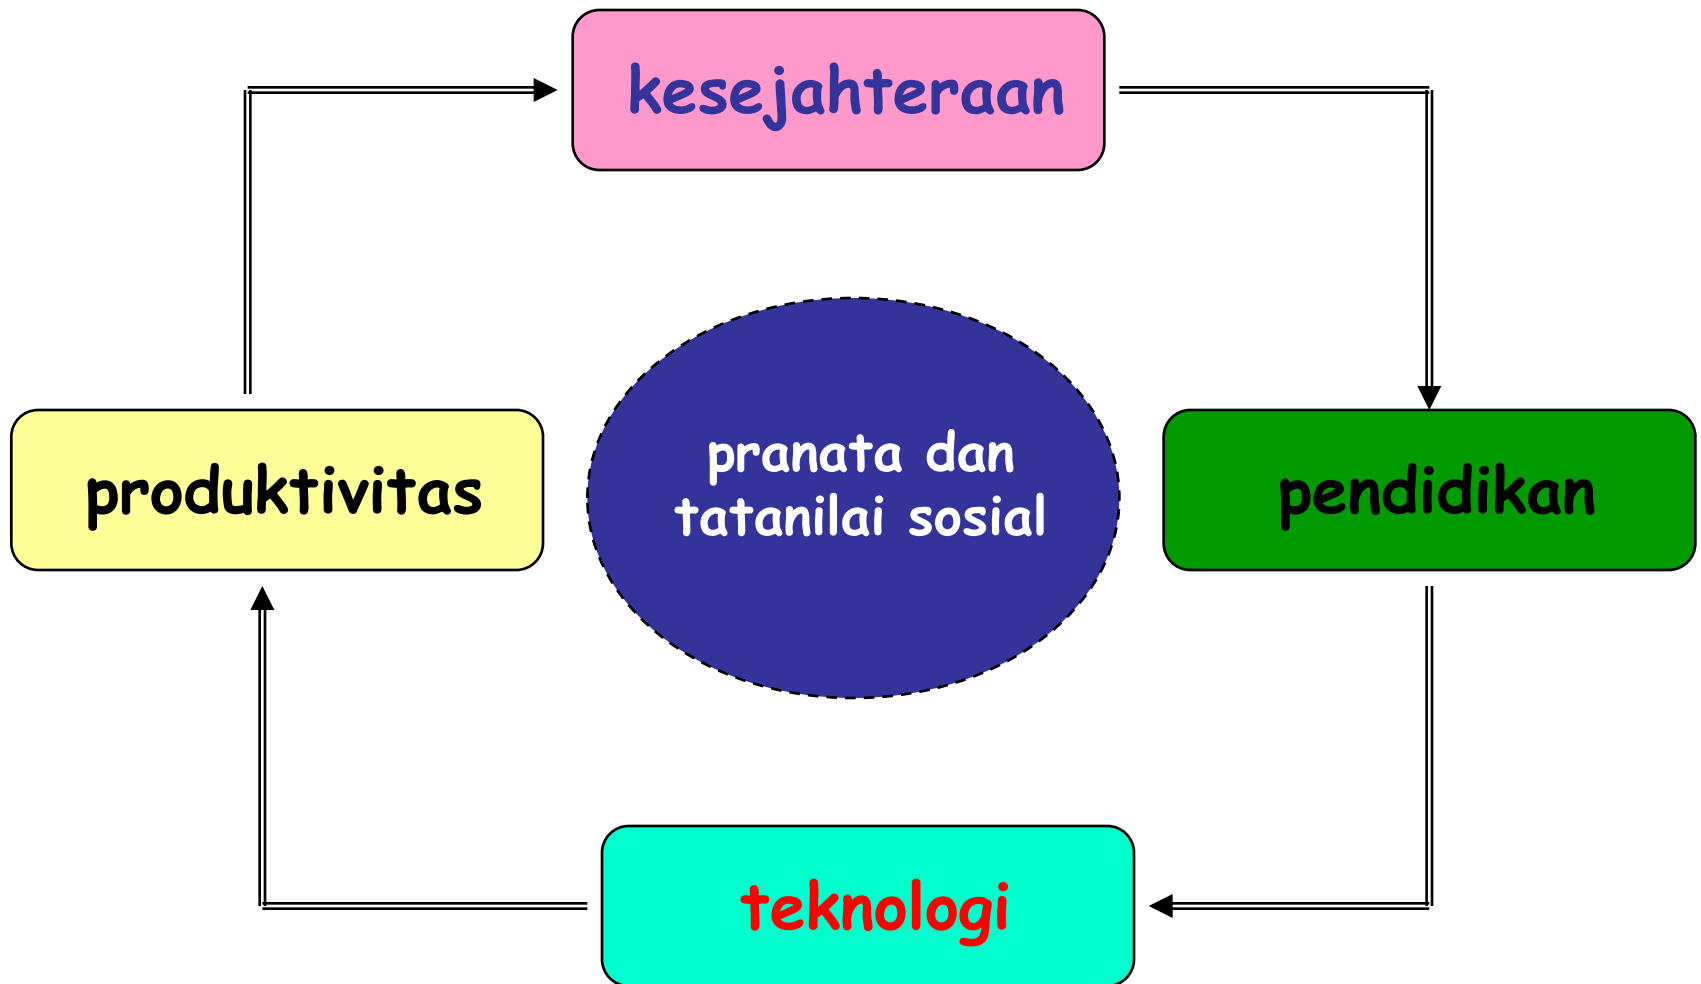 kesejahteraan
produktivitas
pranata dan
tatanilai sosial
pendidikan
teknologi